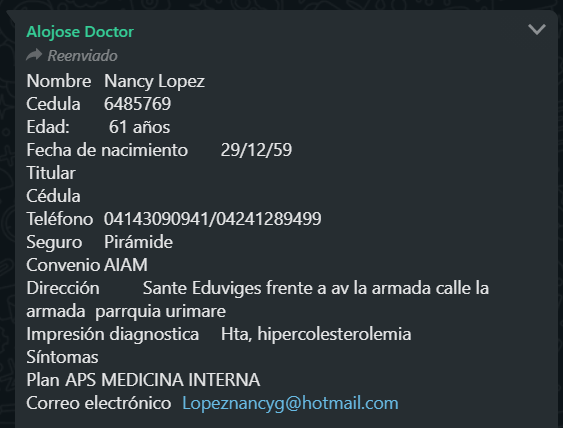 Alojose Doctor
Reenviado
Nombre Nancy Lopez
Cedula 6485769
Edad: 61 años
Fecha de nacimiento 29/12/59
Titular
Cédula
Teléfono 04143090941/04241289499
Seguro Pirámide
Convenio AIAM
Dirección Sante Eduviges frente a av la armada calle la
armada parrquia urimare
Impresión diagnostica Hta, hipercolesterolemia
Síntomas
Plan APS MEDICINA INTERNA
Correo electrónico Lopeznancyg@hotmail.com